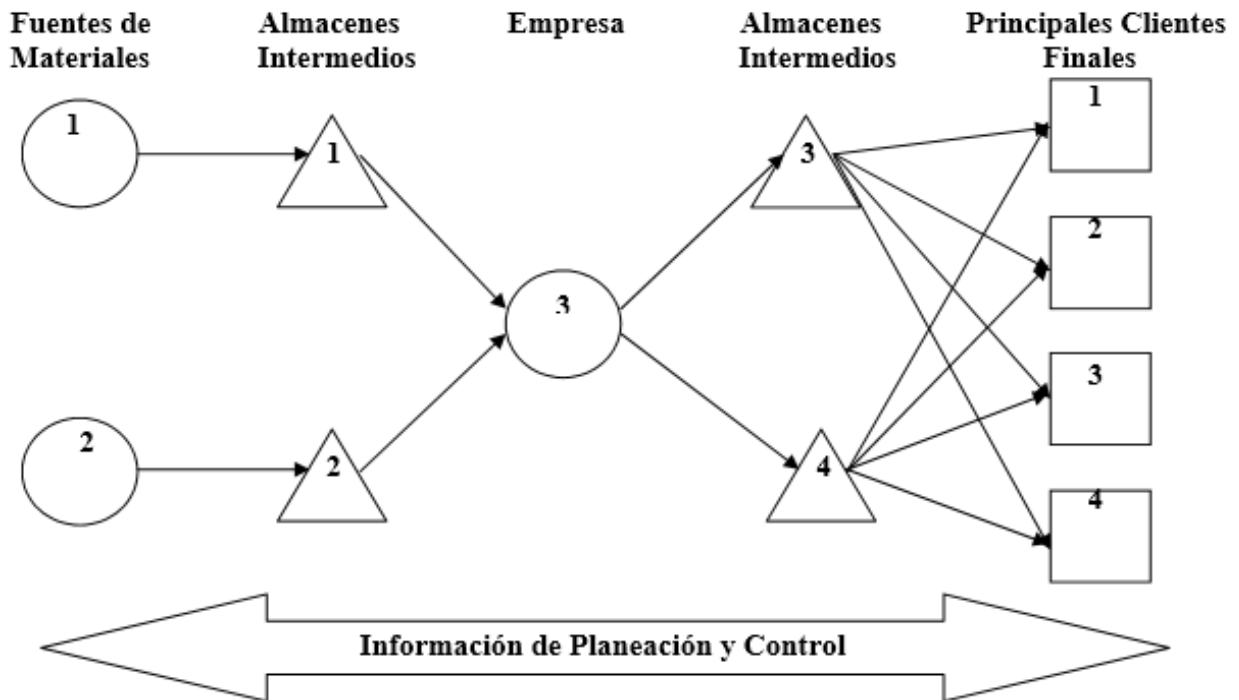 Fuentes de Materiales
Almacenes Intermedios
Empresa
Almacenes Intermedios
Principales Clientes Finales
1
1
3
1
2
3
2
2
4
3
4
Información de Planeación y Control